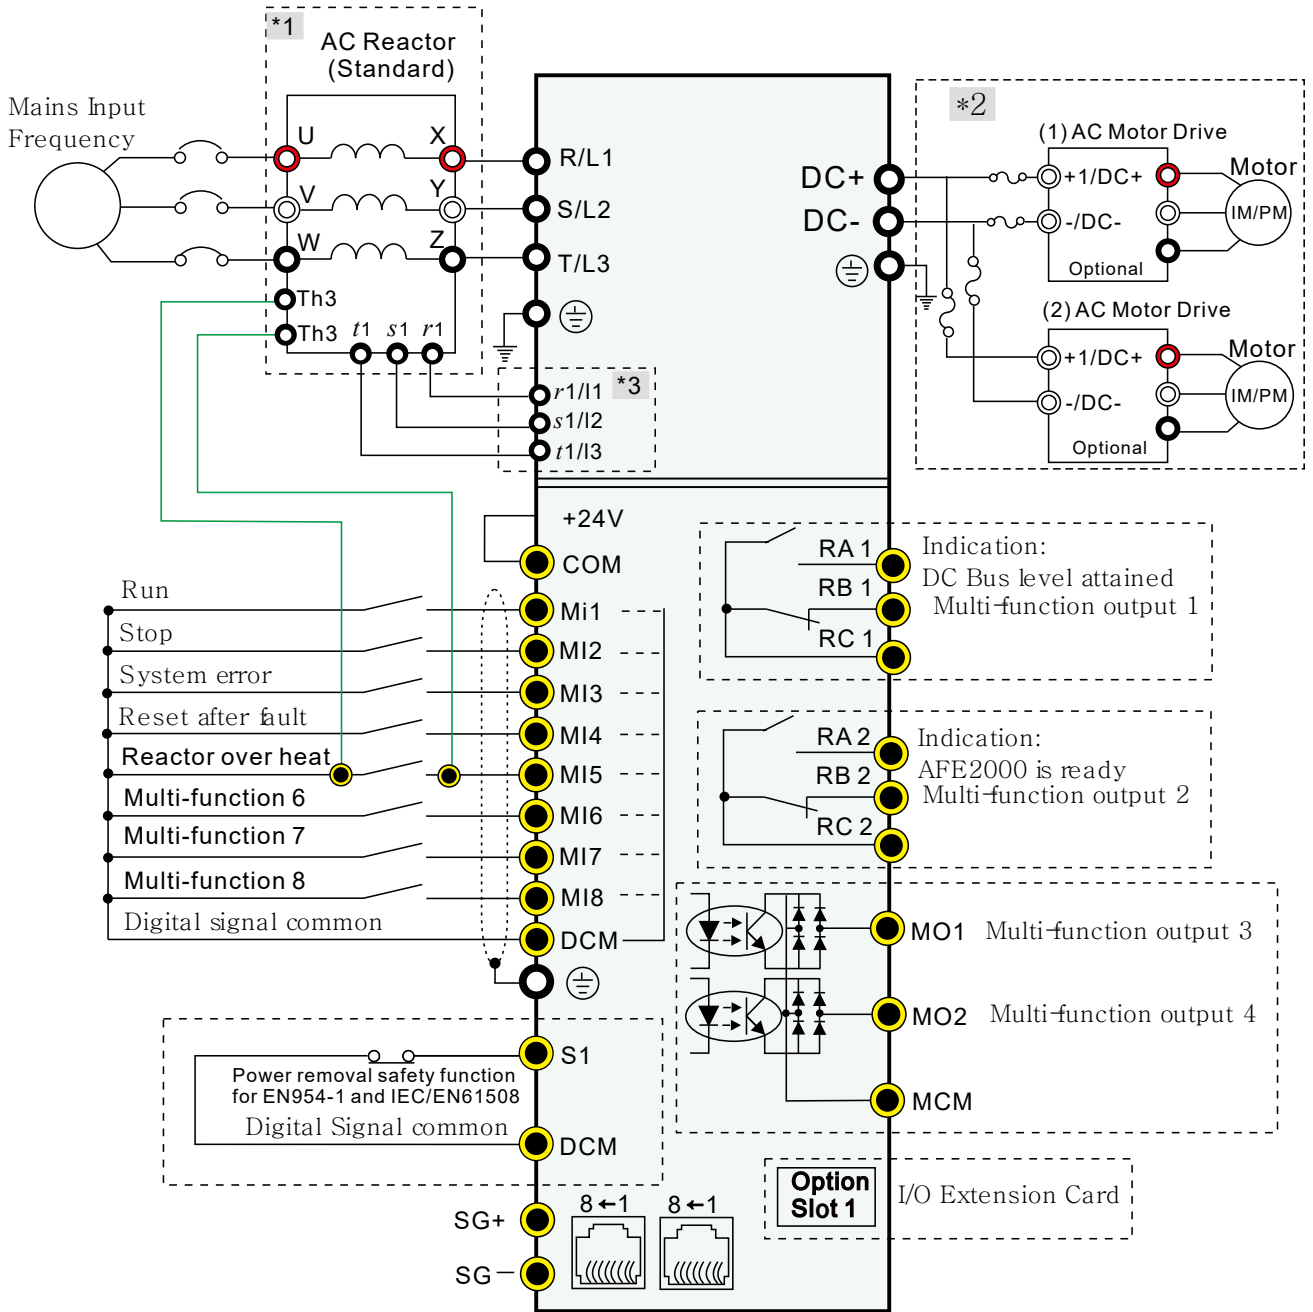 *1
AC Reactor
(Standard)
Mains Input
Frequency
U
X
V
Y
W
Z
Th3
Th3
t1
s1
r1
R/L1
S/L2
T/L3
*3
r1/I1
s1/I2
t1/I3
DC+
DC-
*2
(1) AC Motor Drive
+1/DC+
-/DC-
Optional
Motor
IM/PM
(2) AC Motor Drive
+1/DC+
-/DC-
Optional
Motor
IM/PM
+24V
COM
Run
Mi1
Stop
MI2
System error
MI3
Reset after fault
MI4
Reactor over heat
MI5
Multi-function 6
MI6
Multi-function 7
MI7
Multi-function 8
MI8
Digital signal common
DCM
RA 1
RB 1
RC 1
Indication:
DC Bus level attained
Multi-function output 1
RA 2
RB 2
RC 2
Indication:
AFE2000 is ready
Multi-function output 2
MO1
Multi-function output 3
MO2
Multi-function output 4
MCM
S1
Power removal safety function
for EN954-1 and IEC/EN61508
Digital Signal common
DCM
Option
Slot 1
I/O Extension Card
SG+
SG—
8←1
8←1